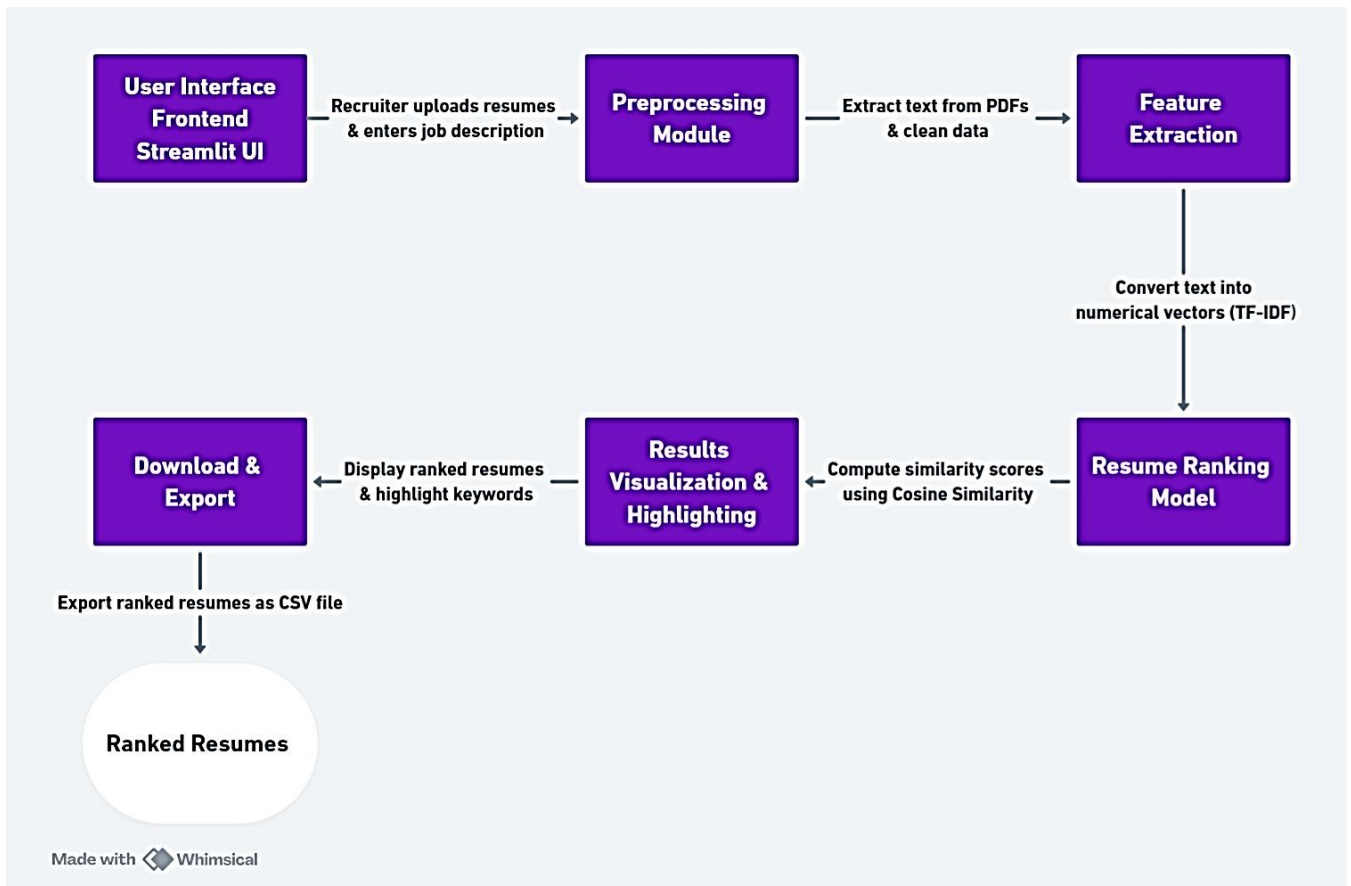 User Interface
Frontend
Streamlit UI
Recruiter uploads resumes
& enters job description
Preprocessing
Module
Extract text from PDFs
& clean data
Feature
Extraction
Convert text into
numerical vectors (TF-IDF)
Resume Ranking
Model
Compute similarity scores
using Cosine Similarity
Results
Visualization &
Highlighting
Display ranked resumes
& highlight keywords
Download &
Export
Export ranked resumes as CSV file
Ranked Resumes
Made with Whimsical